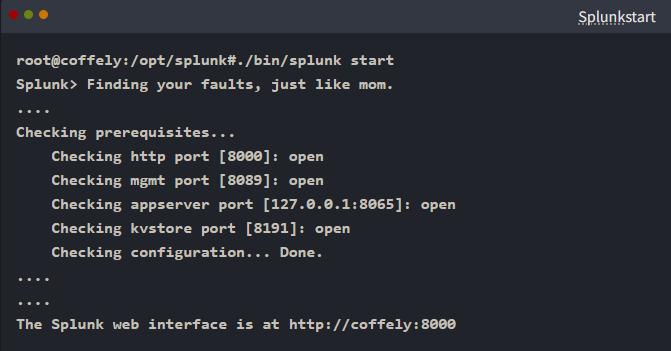 Splunkstart
root@coffely:/opt/splunk#./bin/splunk start
Splunk> Finding your faults, just like mom.
....
Checking prerequisites...
    Checking http port [8000]: open
    Checking mgmt port [8089]: open
    Checking appserver port [127.0.0.1:8065]: open
    Checking kvstore port [8191]: open
    Checking configuration... Done.
....
....
The Splunk web interface is at http://coffely:8000